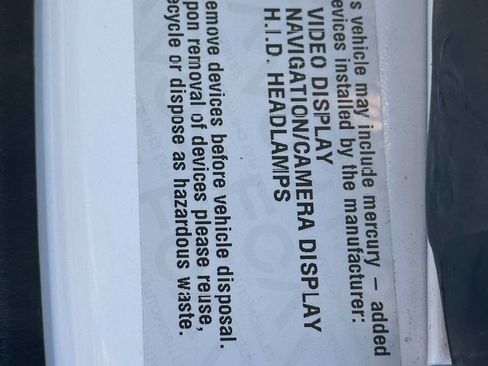 s vehicle may include mercury – added
evices installed by the manufacturer:
VIDEO DISPLAY
NAVIGATION/CAMERA DISPLAY
H.I.D. HEADLAMPS
emove devices before vehicle disposal.
pon removal of devices please reuse,
ecycle or dispose as hazardous waste.